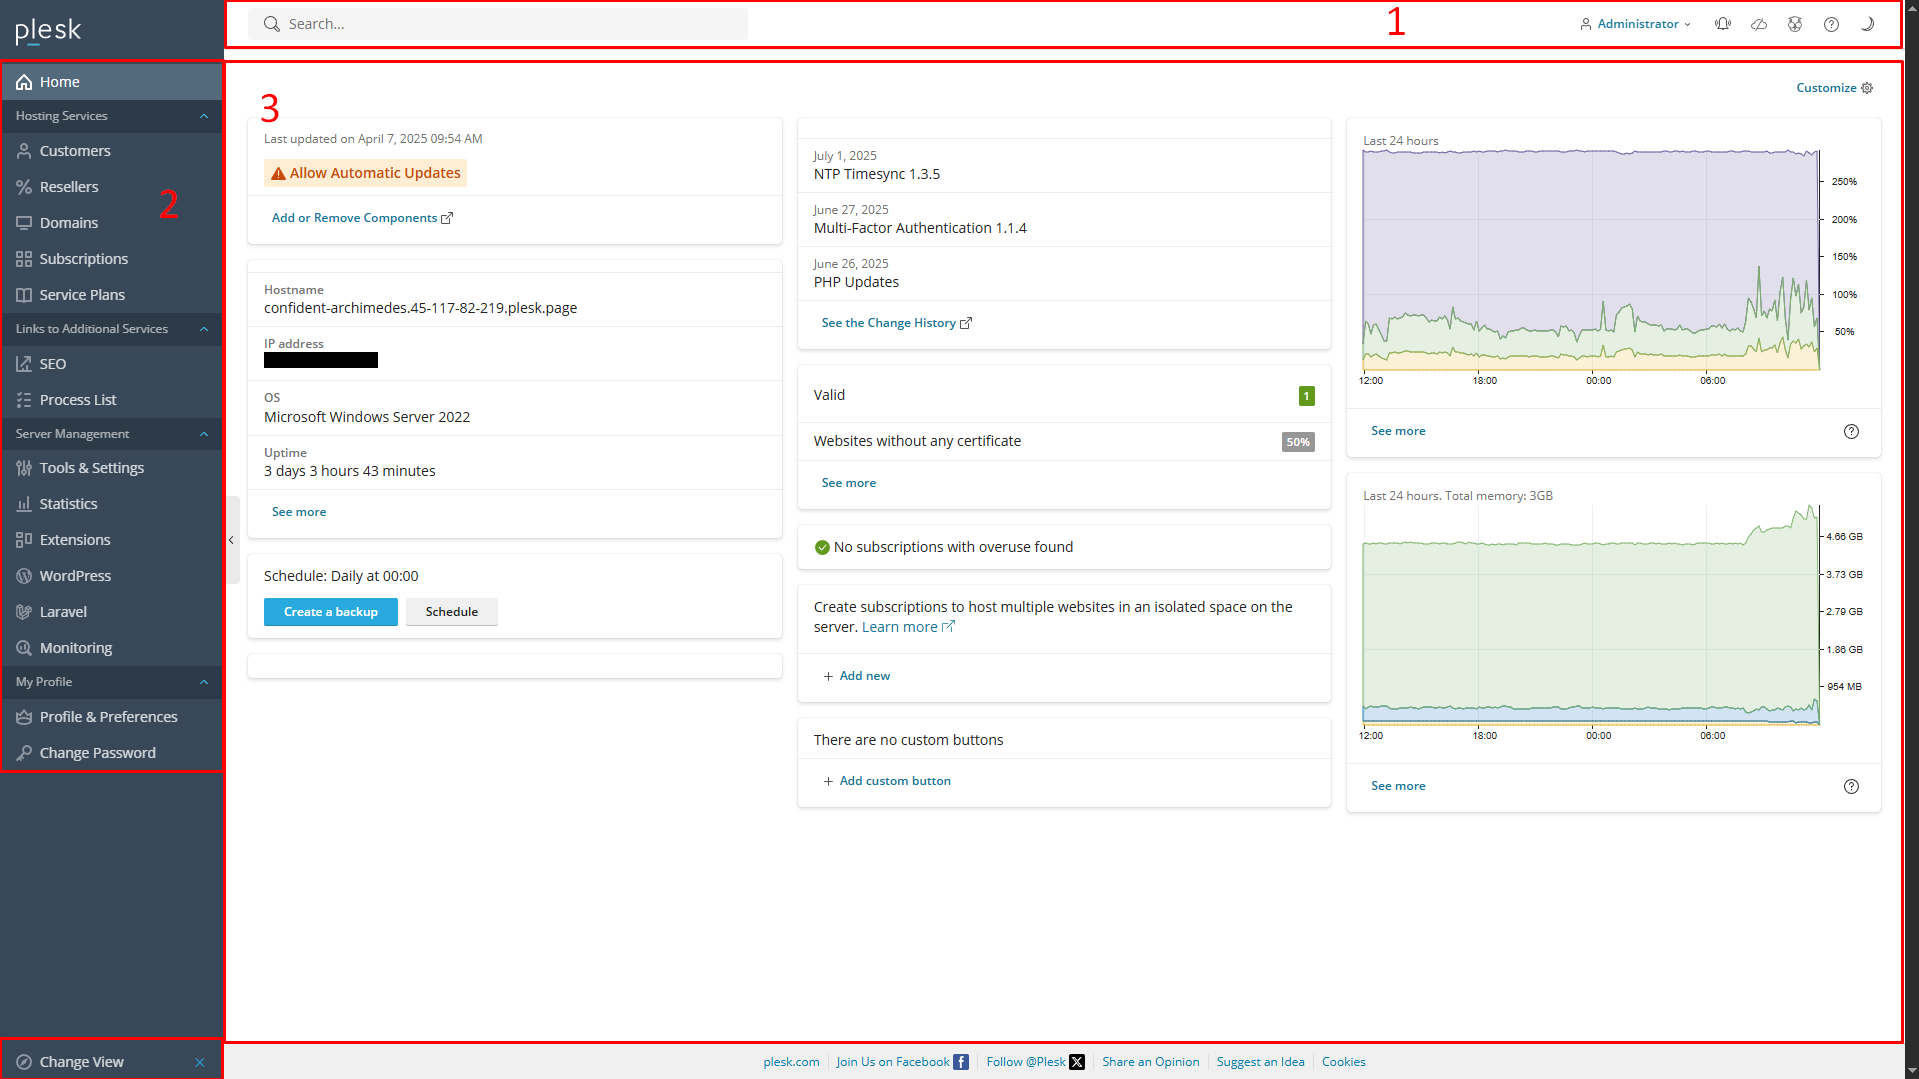 plesk
Search...
1
Administrator
Home
Hosting Services
Customers
Resellers
2
Domains
Subscriptions
Service Plans
Links to Additional Services
SEO
Process List
Server Management
Tools & Settings
Statistics
Extensions
WordPress
Laravel
Monitoring
My Profile
Profile & Preferences
Change Password
Change View
Customize
3
Last updated on April 7, 2025 09:54 AM
Allow Automatic Updates
Add or Remove Components
Hostname
confident-archimedes.45-117-82-219.plesk.page
IP address
OS
Microsoft Windows Server 2022
Uptime
3 days 3 hours 43 minutes
See more
Schedule: Daily at 00:00
Create a backup
Schedule
July 1, 2025
NTP Timesync 1.3.5
June 27, 2025
Multi-Factor Authentication 1.1.4
June 26, 2025
PHP Updates
See the Change History
Valid
1
Websites without any certificate
50%
See more
No subscriptions with overuse found
Create subscriptions to host multiple websites in an isolated space on the
server. Learn more
Add new
There are no custom buttons
Add custom button
Last 24 hours
250%
200%
150%
100%
50%
12:00 18:00 00:00 06:00
See more
Last 24 hours. Total memory: 3GB
4.66 GB
3.73 GB
2.79 GB
1.86 GB
954 MB
12:00 18:00 00:00 06:00
See more
plesk.com
Join Us on Facebook
Follow @Plesk
Share an Opinion
Suggest an Idea
Cookies